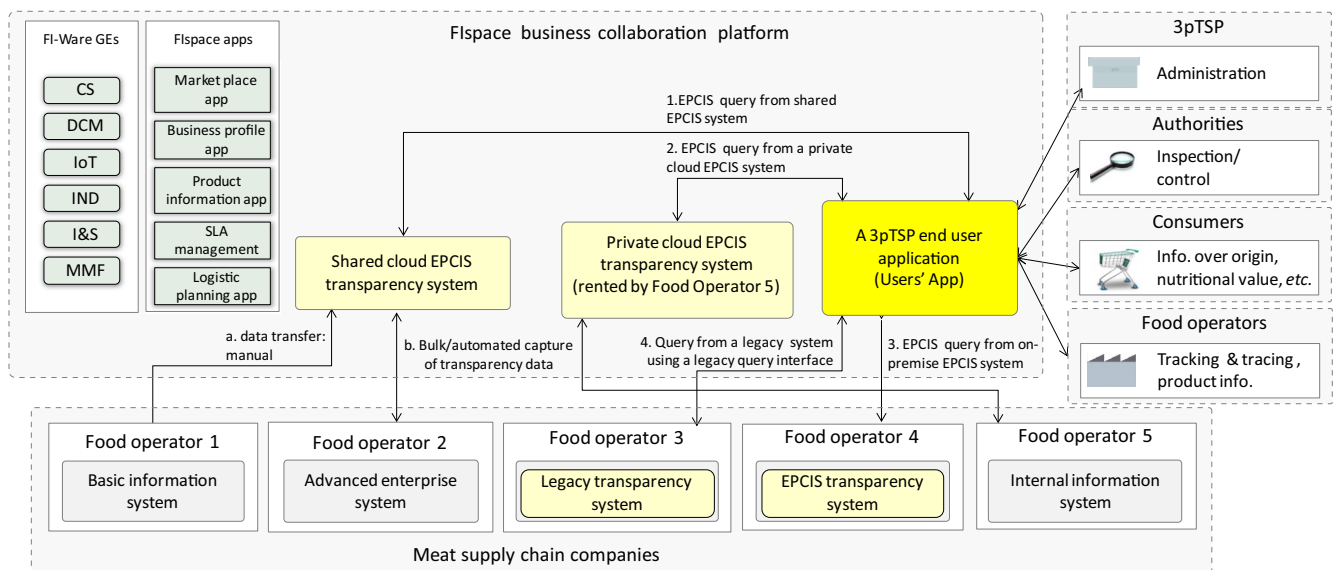 FIspace business collaboration platform
FI-Ware GEs
CS
DCM
IoT
IND
I&S
MMF
FIspace apps
Market place
app
Business profile
app
Product
information app
SLA
management
Logistic
planning app
1.EPCIS query from shared
EPCIS system
2. EPCIS query from a private
cloud EPCIS system
Shared cloud EPCIS
transparency system
Private cloud EPCIS
transparency system
(rented by Food Operator 5)
A 3pTSP end user
application
(Users' App)
a. data transfer:
manual
b. Bulk/automated capture
of transparency data
4. Query from a legacy system
using a legacy query interface
3. EPCIS query from on-
premise EPCIS system
3pTSP
Administration
Authorities
Inspection/
control
Consumers
Info. over origin,
nutritional value, etc.
Food operators
Tracking & tracing ,
product info.
Food operator 1
Basic information
system
Food operator 2
Advanced enterprise
system
Food operator 3
Legacy transparency
system
Food operator 4
EPCIS transparency
system
Food operator 5
Internal information
system
Meat supply chain companies